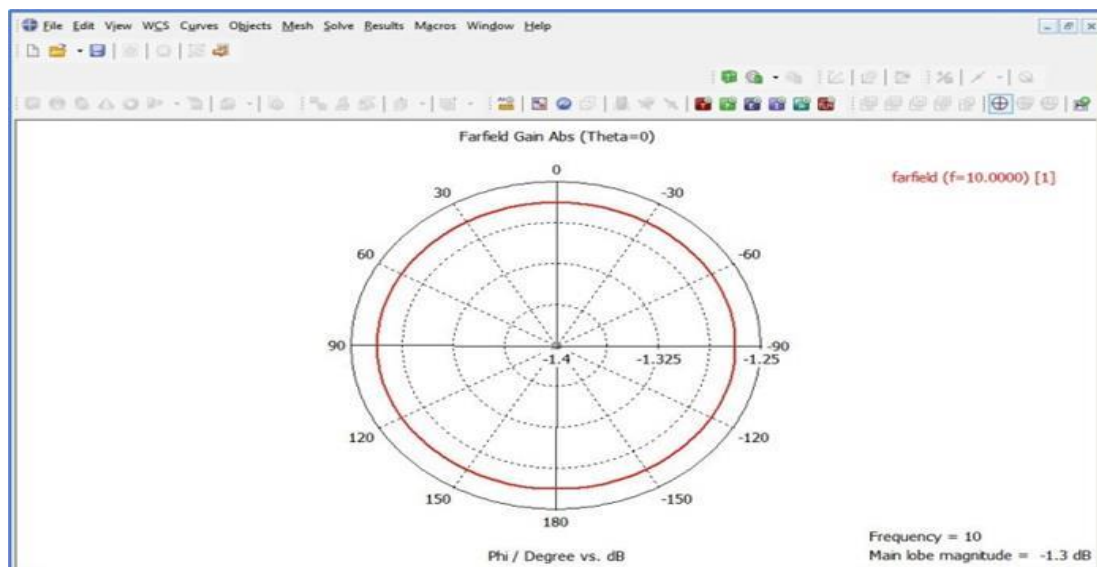 File Edit View WCS Curves Objects Mesh Solve Results Macros Window Help
Farfield Gain Abs (Theta=0)
farfield (f=10.0000) [1]
0
30
-30
60
-60
90
-90
-1.4
-1.325
-1.25
120
-120
150
-150
180
Phi / Degree vs. dB
Frequency = 10
Main lobe magnitude = -1.3 dB